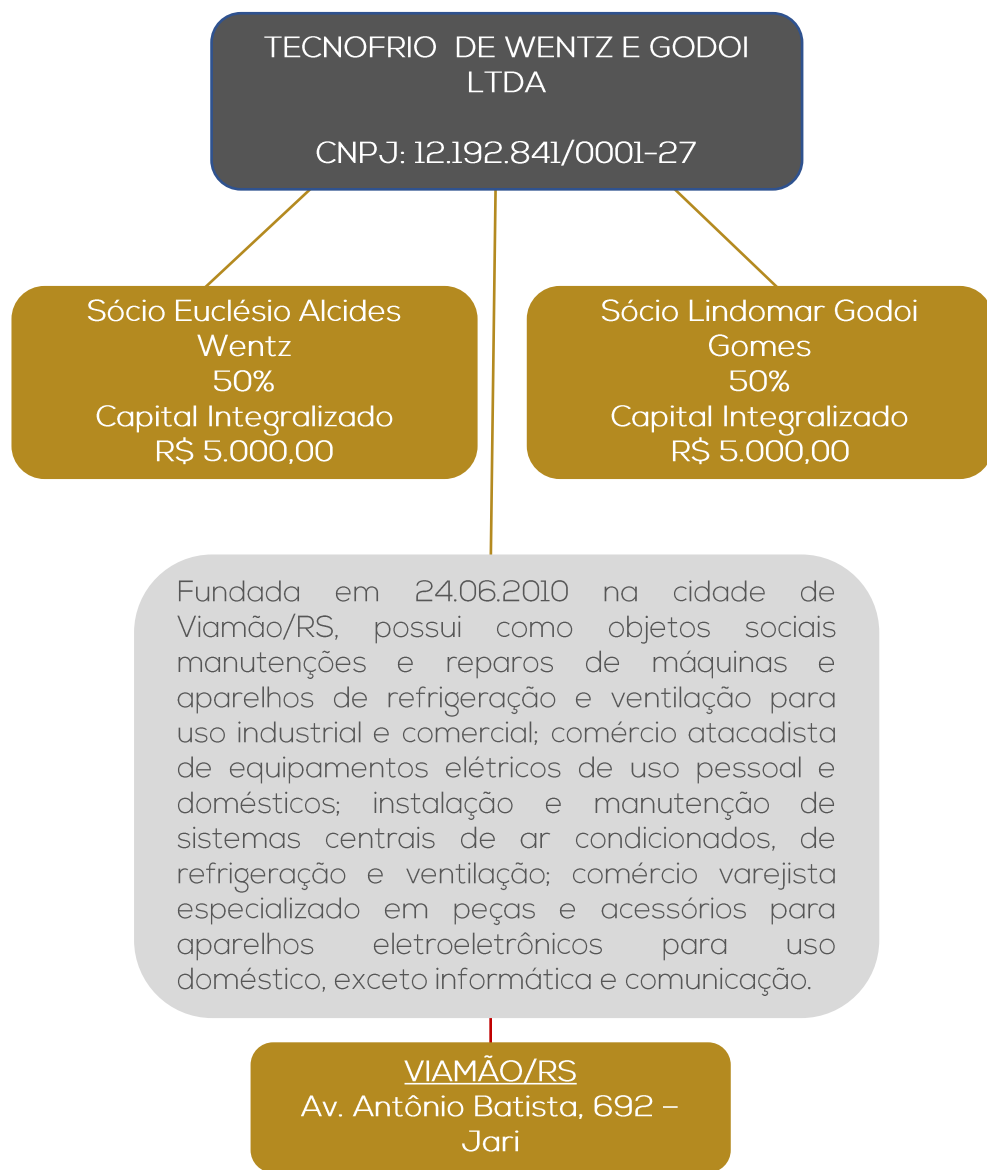 TECNOFRIO DE WENTZ E GODOI
LTDA
CNPJ: 12.192.841/0001-27
Sócio Euclésio Alcides
Wentz
50%
Capital Integralizado
R$ 5.000,00
Sócio Lindomar Godoi
Gomes
50%
Capital Integralizado
R$ 5.000,00
Fundada em 24.06.2010 na cidade de
Viamão/RS, possui como objetos sociais
manutenções e reparos de máquinas e
aparelhos de refrigeração e ventilação para
uso industrial e comercial; comércio atacadista
de equipamentos elétricos de uso pessoal e
domésticos; instalação e manutenção de
sistemas centrais de ar condicionados, de
refrigeração e ventilação; comércio varejista
especializado em peças e acessórios para
aparelhos eletroeletrônicos para uso
doméstico, exceto informática e comunicação.
VIAMÃO/RS
Av. Antônio Batista, 692 –
Jari